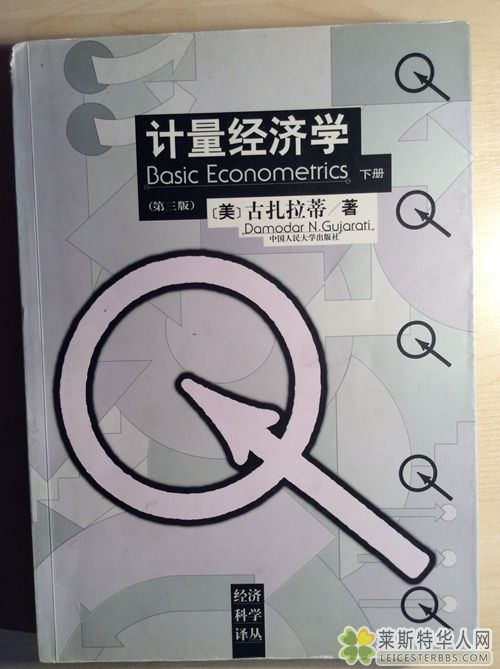 计量经济学
Basic Econometrics 下册
(第三版)
〔美〕古扎拉蒂/著
Damodar N.Gujarati
中国人民大学出版社
经济
科学
译丛
莱斯特华人网
LEICESTERBBS.COM